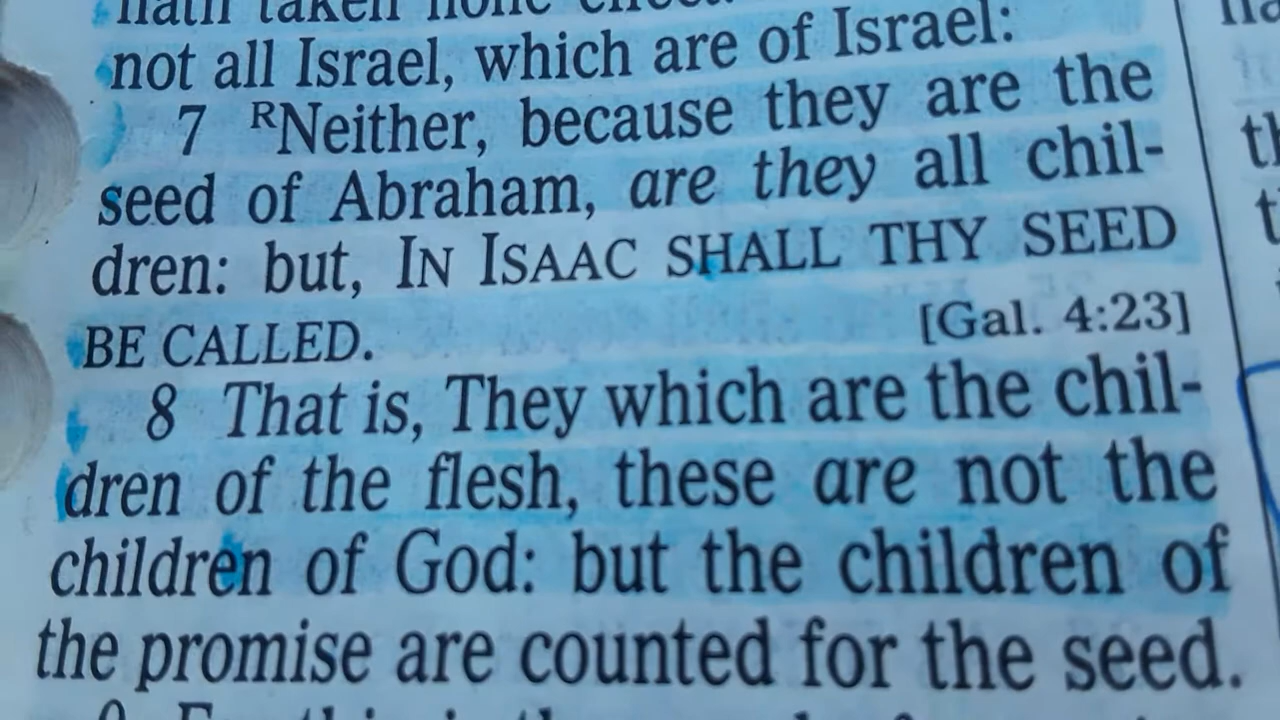 hath taken none
not all Israel, which are of Israel:
7 RNeither, because they are the
seed of Abraham, are they all chil-
dren: but, IN ISAAC SHALL THY SEED
BE CALLED. [Gal. 4:23]
8 That is, They which are the chil-
dren of the flesh, these are not the
children of God: but the children of
the promise are counted for the seed.